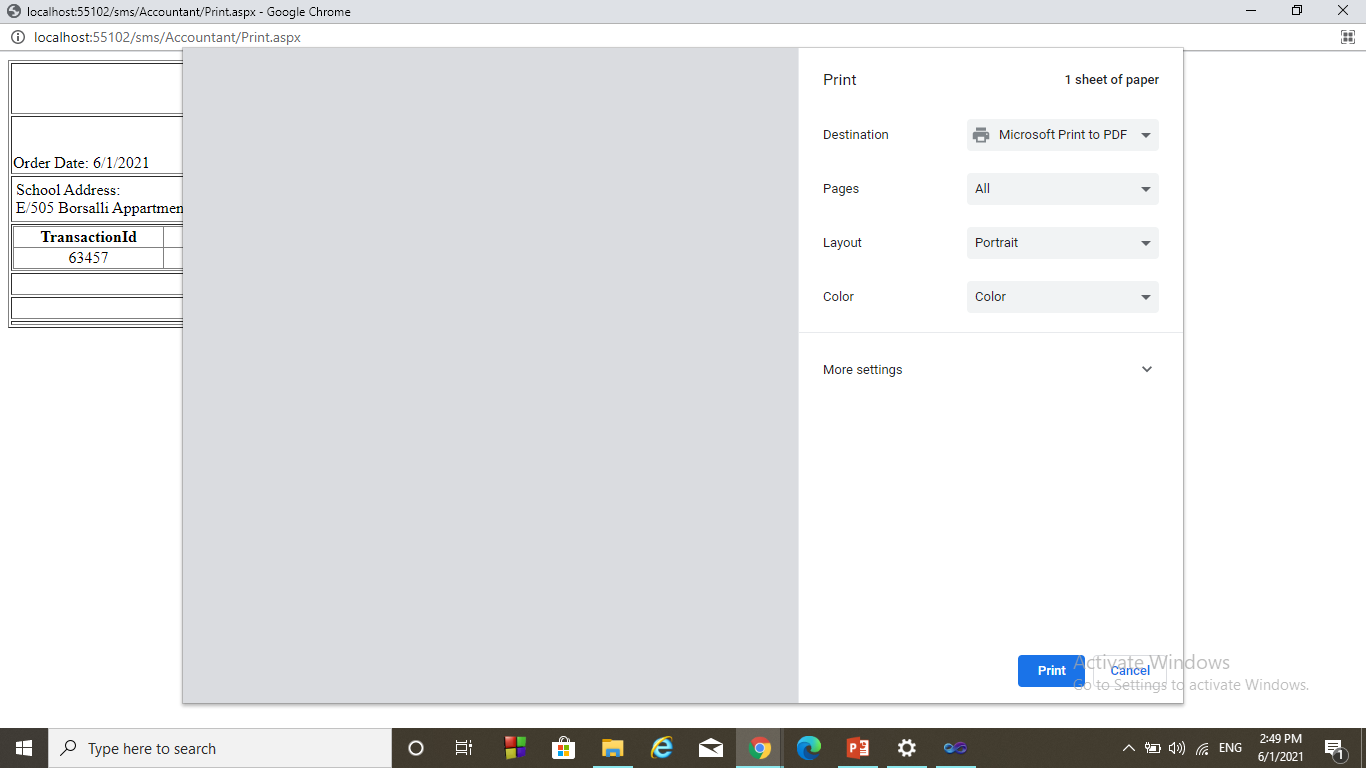 localhost:55102/sms/Accountant/Print.aspx - Google Chrome
localhost:55102/sms/Accountant/Print.aspx
Order Date: 6/1/2021
School Address:
E/505 Borsalli Appartmen
TransactionId
63457
Print 1 sheet of paper
Destination Microsoft Print to PDF
Pages All
Layout Portrait
Color Color
More settings
Print Cancel
Activate Windows
Go to Settings to activate Windows.
Type here to search
ENG
2:49 PM
6/1/2021
1